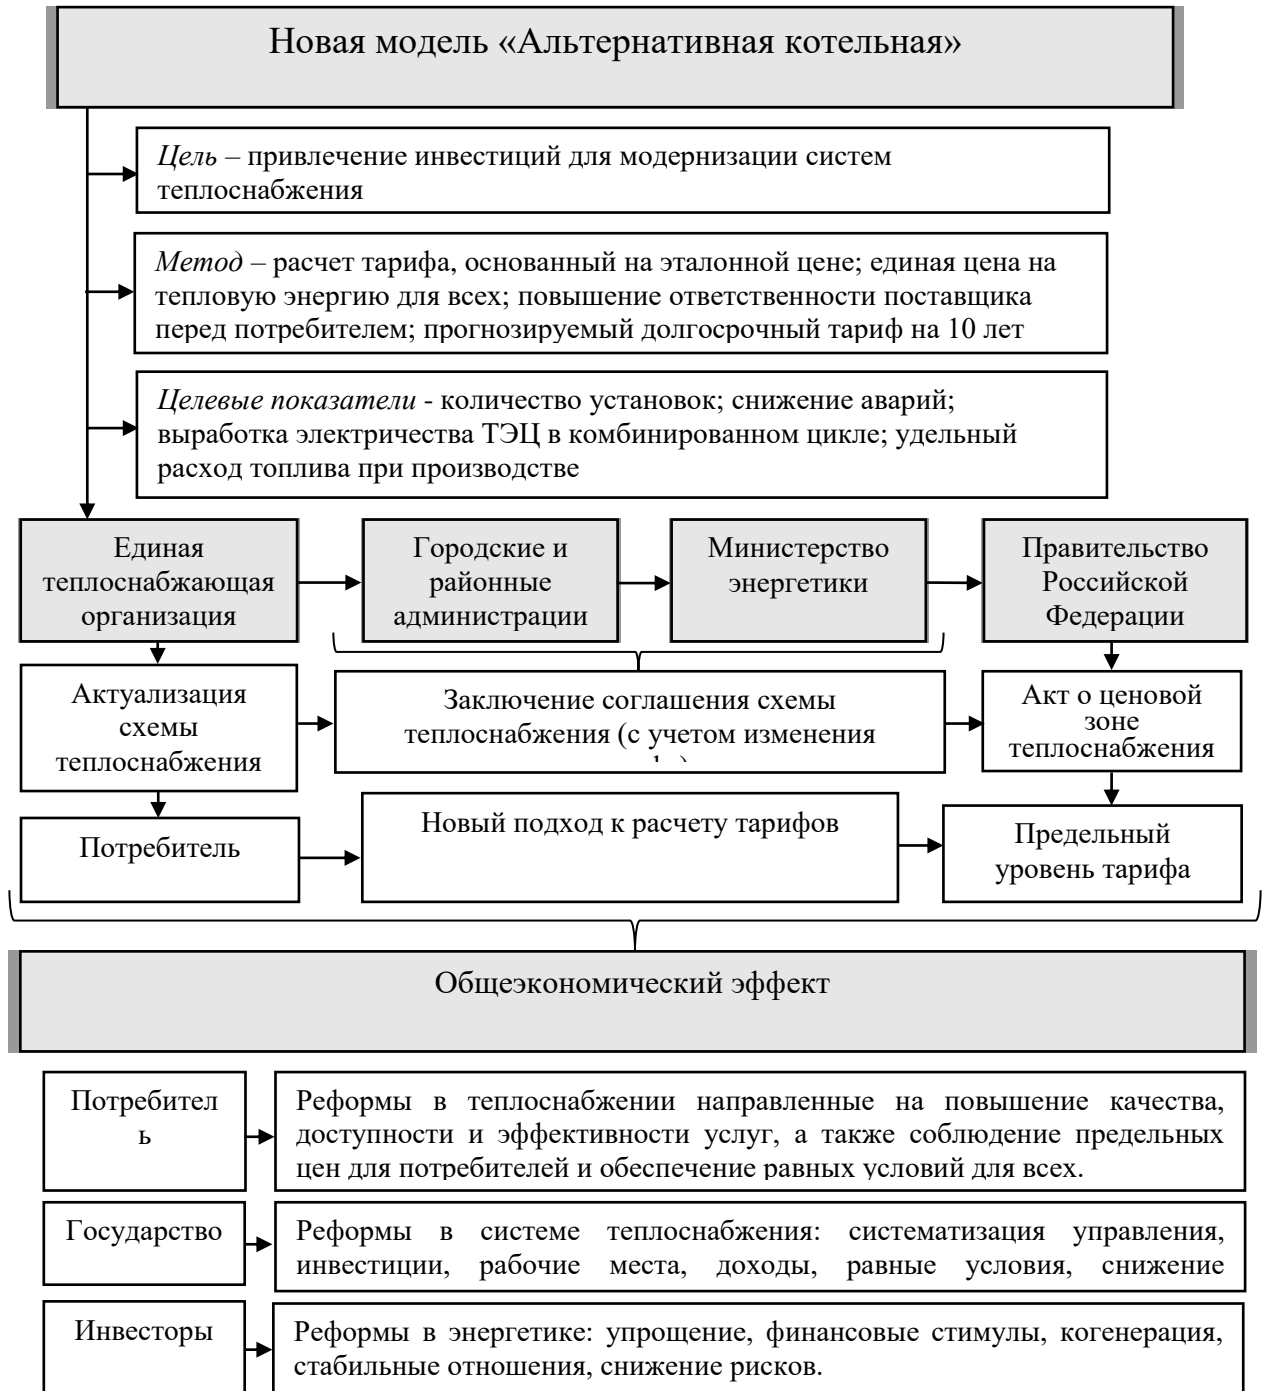 Новая модель «Альтернативная котельная»
Цель – привлечение инвестиций для модернизации систем
теплоснабжения
Метод – расчет тарифа, основанный на эталонной цене; единая цена на
тепловую энергию для всех; повышение ответственности поставщика
перед потребителем; прогнозируемый долгосрочный тариф на 10 лет
Целевые показатели - количество установок; снижение аварий;
выработка электричества ТЭЦ в комбинированном цикле; удельный
расход топлива при производстве
Единая
теплоснабжающая
организация
Городские и
районные
администрации
Министерство
энергетики
Правительство
Российской
Федерации
Актуализация
схемы
теплоснабжения
Заключение соглашения схемы
теплоснабжения (с учетом изменения
Акт о ценовой
зоне
теплоснабжения
Потребитель
Новый подход к расчету тарифов
Предельный
уровень тарифа
Общеэкономический эффект
Потребител
ь
Реформы в теплоснабжении направленные на повышение качества,
доступности и эффективности услуг, а также соблюдение предельных
цен для потребителей и обеспечение равных условий для всех.
Государство
Реформы в системе теплоснабжения: систематизация управления,
инвестиции, рабочие места, доходы, равные условия, снижение
Инвесторы
Реформы в энергетике: упрощение, финансовые стимулы, когенерация,
стабильные отношения, снижение рисков.